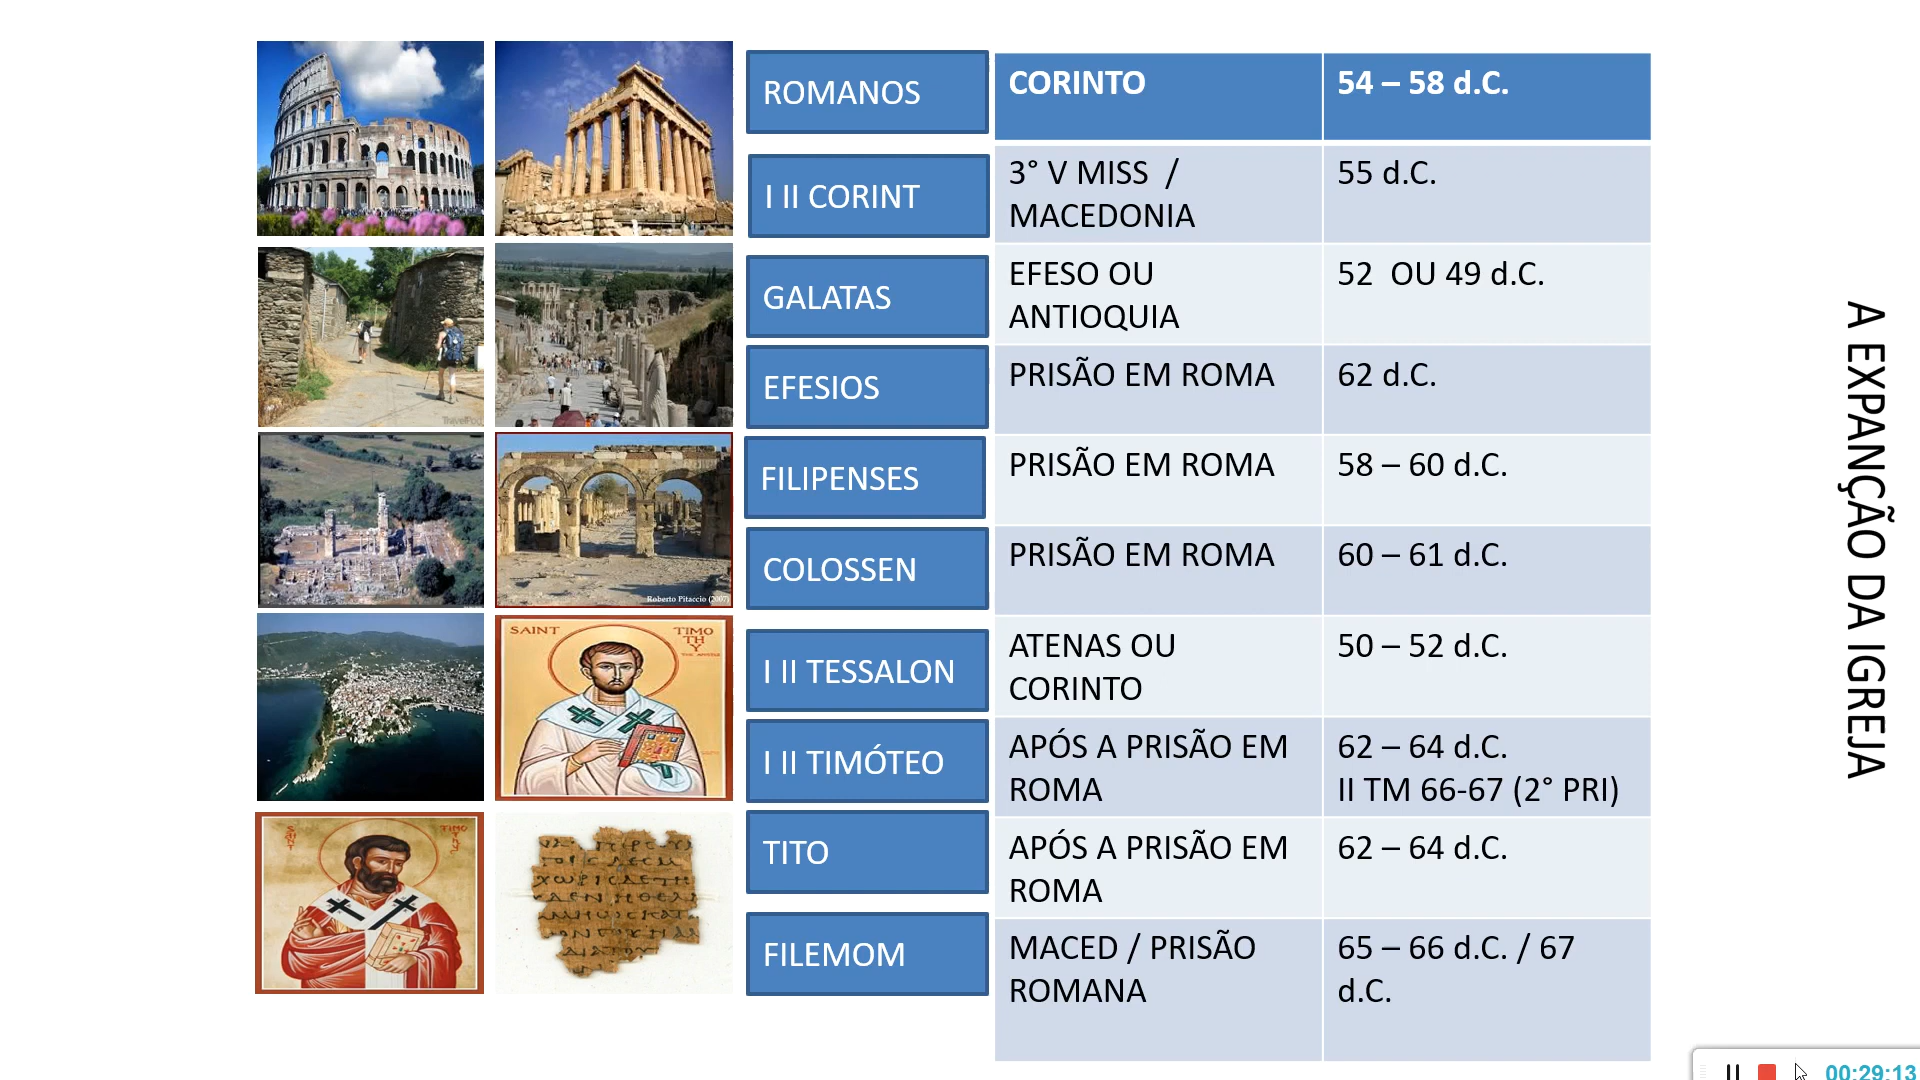 ROMANOS
CORINTO
54 – 58 d.C.
I II CORINT
3° V MISS  /
MACEDONIA
55 d.C.
GALATAS
EFESO OU
ANTIOQUIA
52  OU 49 d.C.
EFESIOS
PRISÃO EM ROMA
62 d.C.
FILIPENSES
PRISÃO EM ROMA
58 – 60 d.C.
COLOSSEN
PRISÃO EM ROMA
60 – 61 d.C.
I II TESSALON
ATENAS OU
CORINTO
50 – 52 d.C.
I II TIMÓTEO
APÓS A PRISÃO EM
ROMA
62 – 64 d.C.
II TM 66-67 (2° PRI)
TITO
APÓS A PRISÃO EM
ROMA
62 – 64 d.C.
FILEMOM
MACED / PRISÃO
ROMANA
65 – 66 d.C. / 67
d.C.
A EXPANÇÃO DA IGREJA
Roberto Pitaccio (2007)
SAINT
TIMO
TH
Y
00:29:13